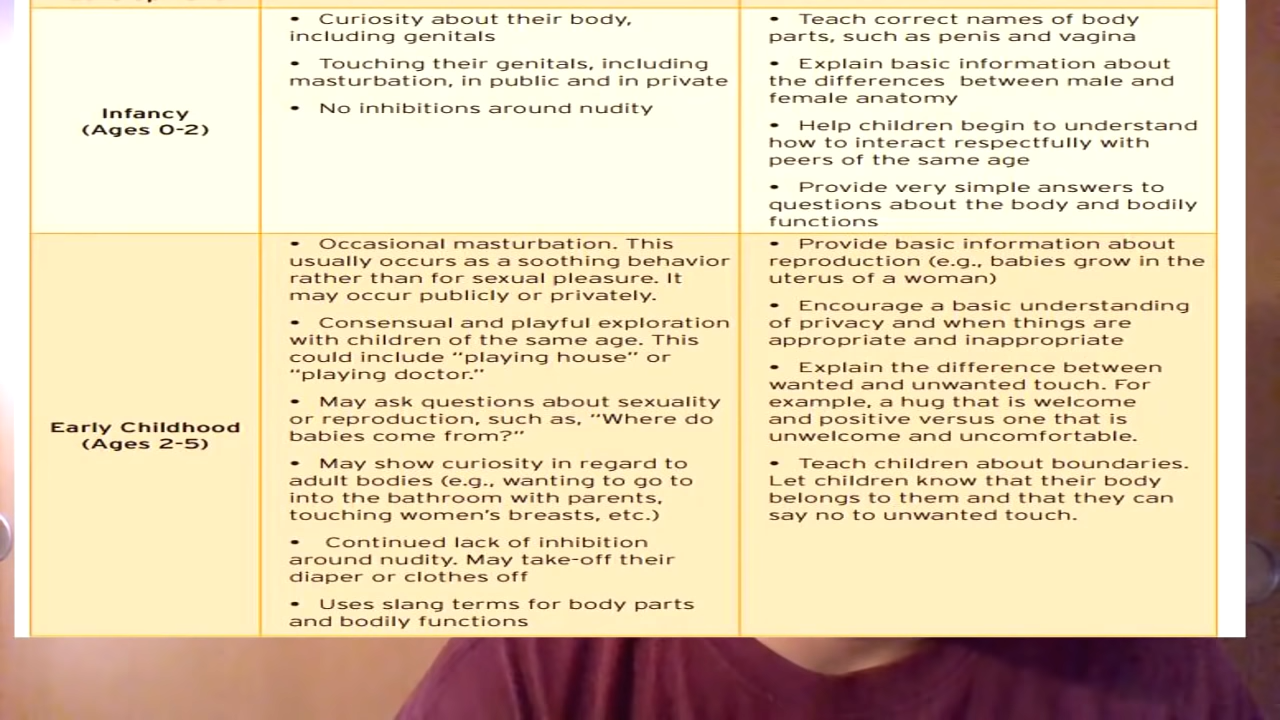 • Curiosity about their body,
including genitals
• Touching their genitals, including
masturbation, in public and in private
• No inhibitions around nudity
Infancy
(Ages 0-2)
• Teach correct names of body
parts, such as penis and vagina
• Explain basic information about
the differences between male and
female anatomy
• Help children begin to understand
how to interact respectfully with
peers of the same age
• Provide very simple answers to
questions about the body and bodily
functions
• Occasional masturbation. This
usually occurs as a soothing behavior
rather than for sexual pleasure. It
may occur publicly or privately.
• Consensual and playful exploration
with children of the same age. This
could include “playing house” or
“playing doctor.”
• May ask questions about sexuality
or reproduction, such as, “Where do
babies come from?”
• May show curiosity in regard to
adult bodies (e.g., wanting to go to
into the bathroom with parents,
touching women's breasts, etc.)
• Continued lack of inhibition
around nudity. May take-off their
diaper or clothes off
• Uses slang terms for body parts
and bodily functions
Early Childhood
(Ages 2-5)
• Provide basic information about
reproduction (e.g., babies grow in the
uterus of a woman)
• Encourage a basic understanding
of privacy and when things are
appropriate and inappropriate
• Explain the difference between
wanted and unwanted touch. For
example, a hug that is welcome
and positive versus one that is
unwelcome and uncomfortable.
• Teach children about boundaries.
Let children know that their body
belongs to them and that they can
say no to unwanted touch.